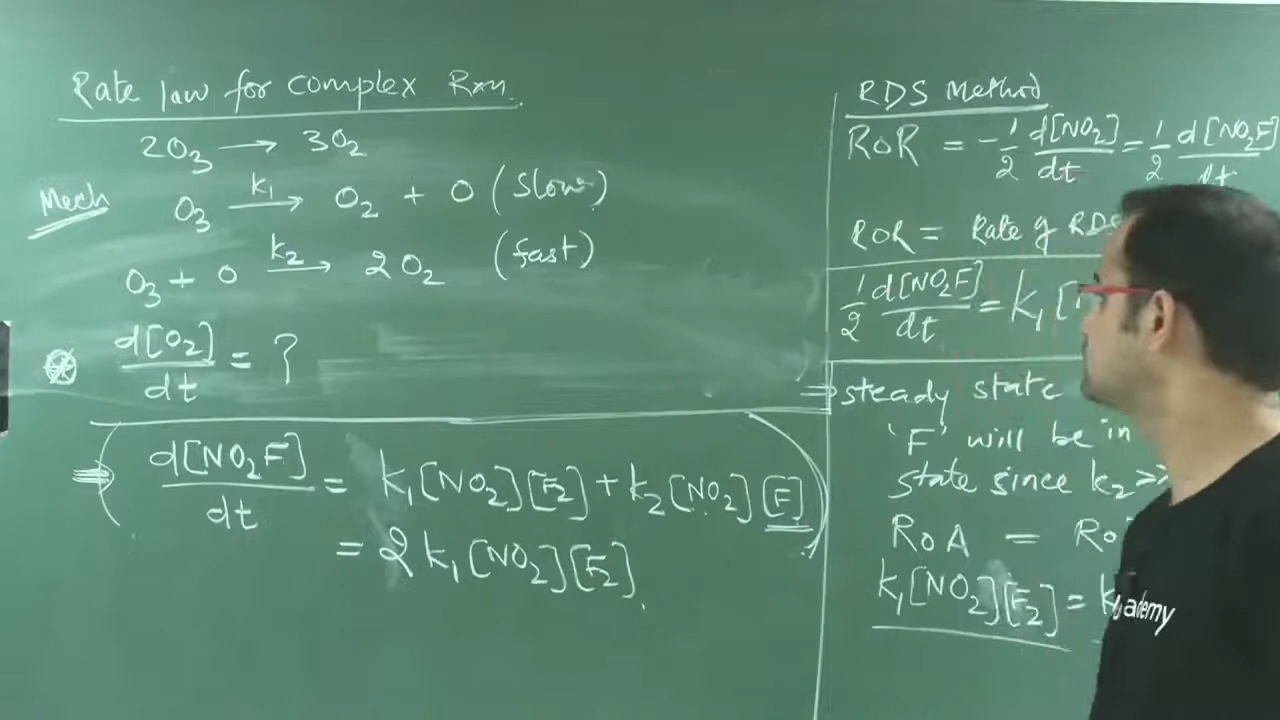 Rate law for complex Rxn.
2O₃ → 3O₂
Mech
O₃ —k₁→ O₂ + O (Slow)
O₃ + O —k₂→ 2O₂ (fast)
d[O₂]/dt = ?
⇒ d[NO₂F]/dt = k₁[NO₂][F₂] + k₂[NO₂][F]
= 2k₁[NO₂][F₂].
RDS Method
RoR = -1/2 d[NO₂]/dt = 1/2 d[NO₂F]/dt
ROR = Rate of RDS
1/2 d[NO₂F]/dt = k₁[
⇒ steady state
'F' will be in
state since k₂ >>
RoA = Ro
k₁[NO₂][F₂] = k
ademy